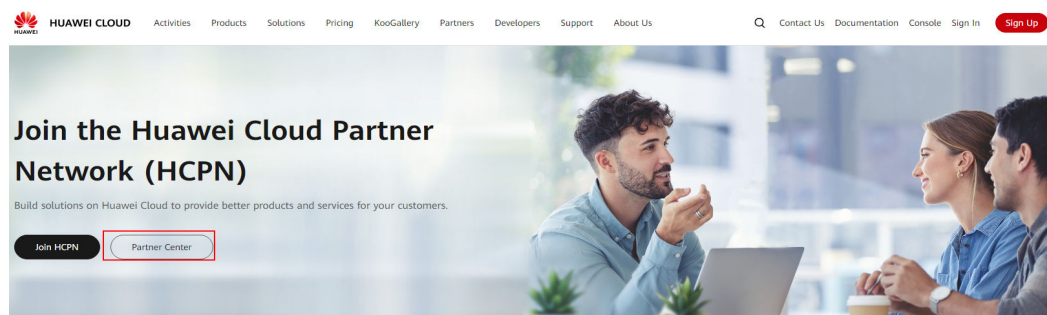 HUAWEI
HUAWEI CLOUD Activities Products Solutions Pricing KooGallery Partners Developers Support About Us Contact Us Documentation Console Sign In Sign Up
Join the Huawei Cloud Partner
Network (HCPN)
Build solutions on Huawei Cloud to provide better products and services for your customers.
Join HCPN Partner Center